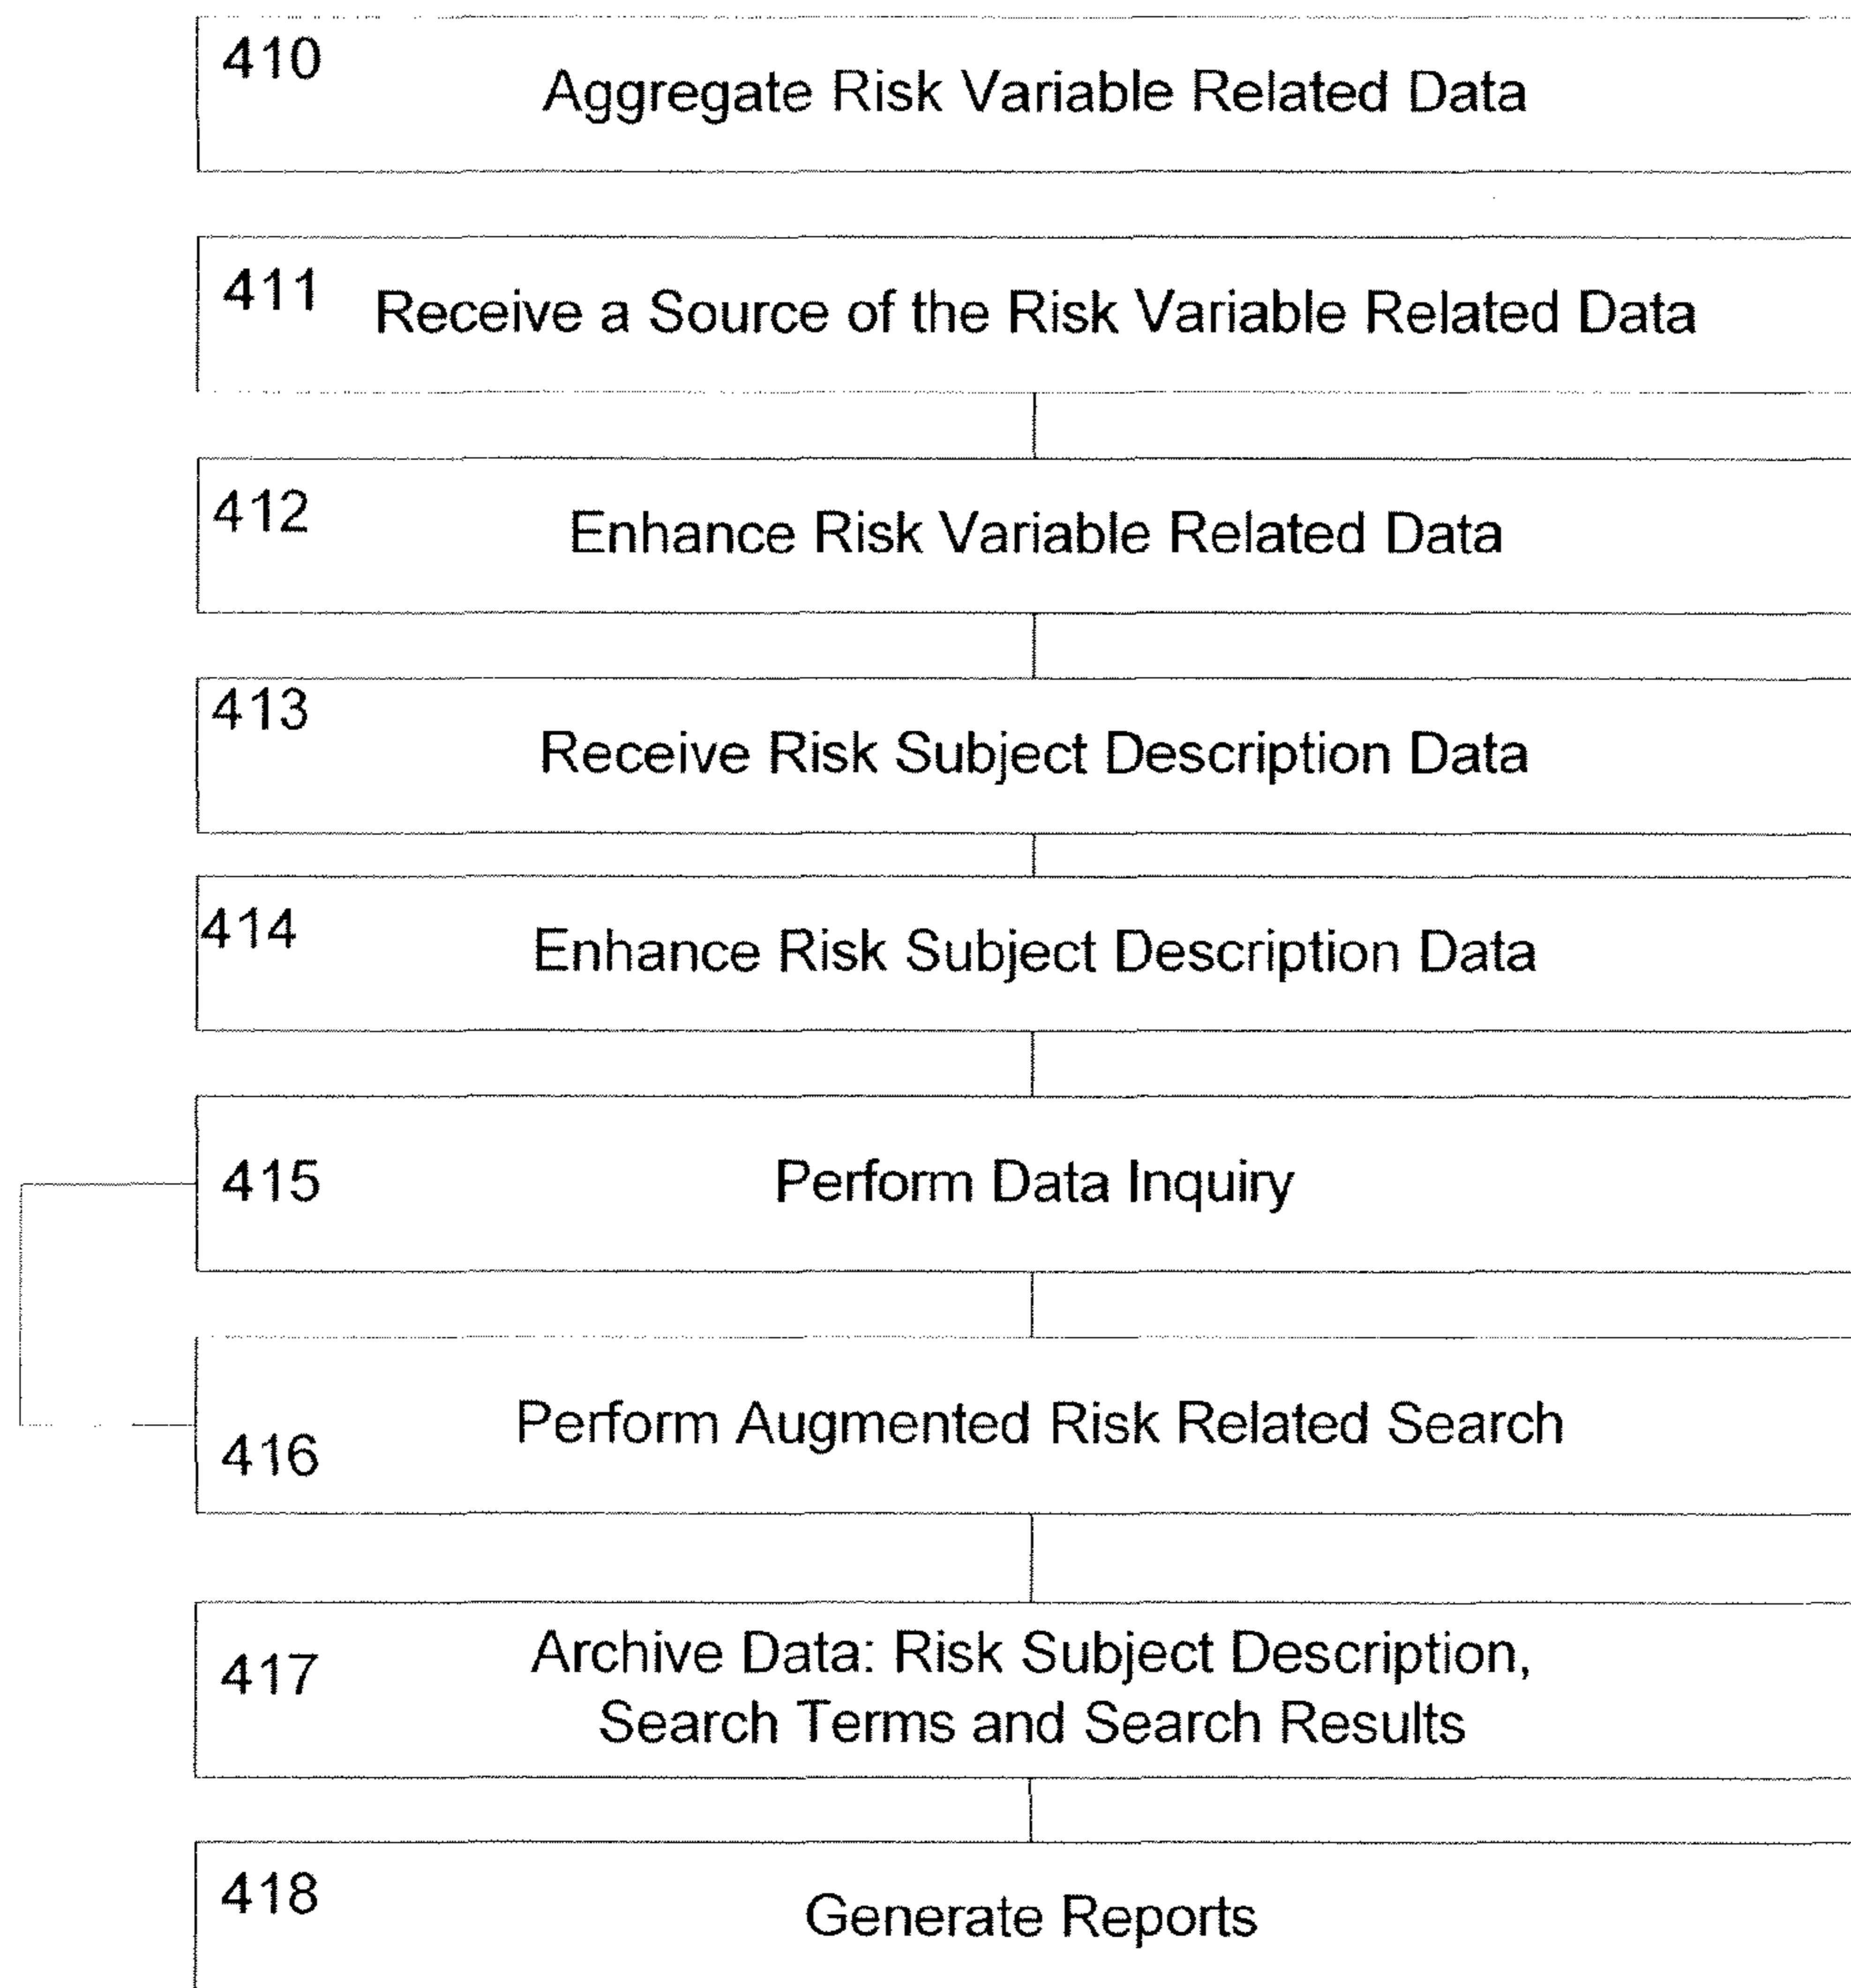 410
Aggregate Risk Variable Related Data
411
Receive a Source of the Risk Variable Related Data
412
Enhance Risk Variable Related Data
413
Receive Risk Subject Description Data
414
Enhance Risk Subject Description Data
415
Perform Data Inquiry
416
Perform Augmented Risk Related Search
417
Archive Data: Risk Subject Description,
Search Terms and Search Results
418
Generate Reports